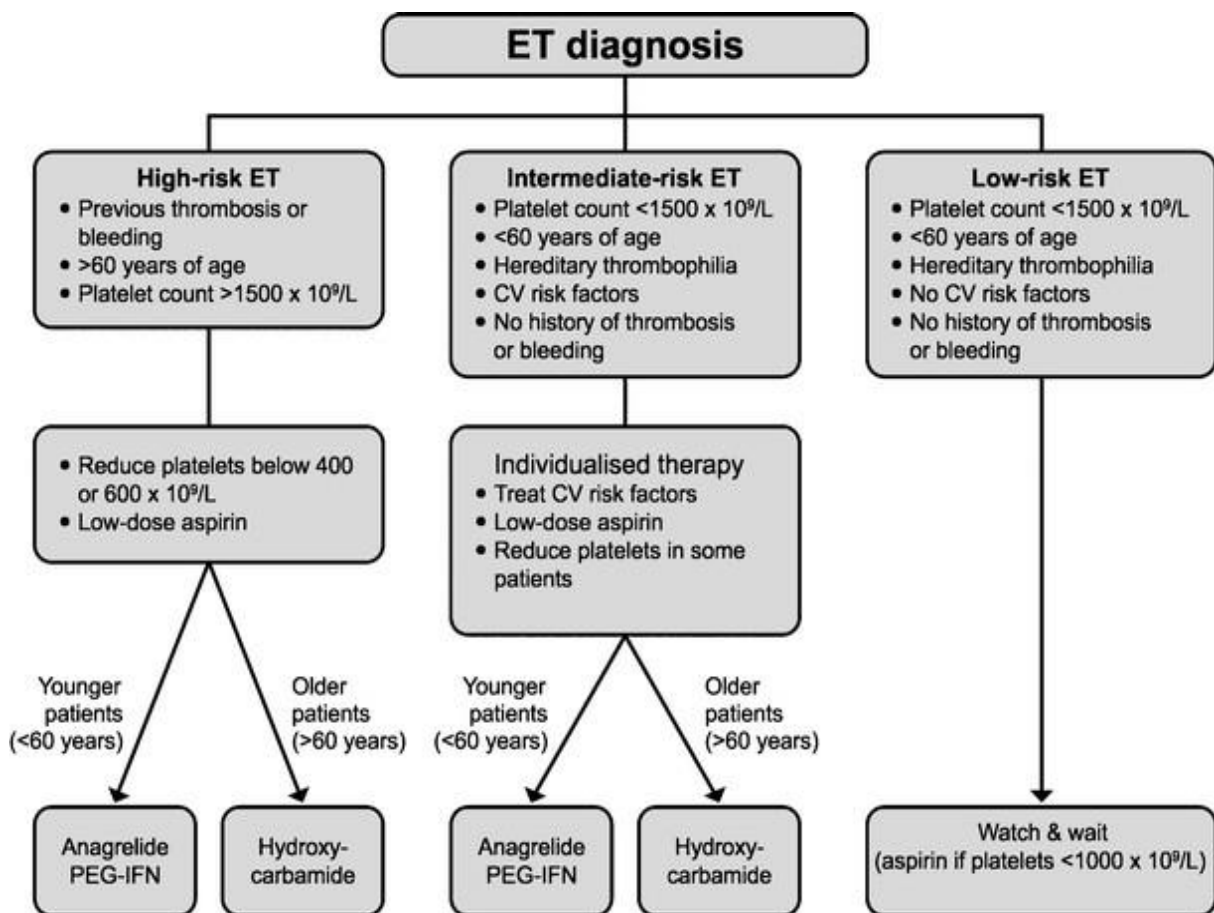 ET diagnosis
High-risk ET
• Previous thrombosis or
bleeding
• >60 years of age
• Platelet count >1500 x 10⁹/L
Intermediate-risk ET
• Platelet count <1500 x 10⁹/L
• <60 years of age
• Hereditary thrombophilia
• CV risk factors
• No history of thrombosis
or bleeding
Low-risk ET
• Platelet count <1500 x 10⁹/L
• <60 years of age
• Hereditary thrombophilia
• No CV risk factors
• No history of thrombosis
or bleeding
• Reduce platelets below 400
or 600 x 10⁹/L
• Low-dose aspirin
Individualised therapy
• Treat CV risk factors
• Low-dose aspirin
• Reduce platelets in some
patients
Younger
patients
(<60 years)
Older
patients
(>60 years)
Younger
patients
(<60 years)
Older
patients
(>60 years)
Anagrelide
PEG-IFN
Hydroxy-
carbamide
Anagrelide
PEG-IFN
Hydroxy-
carbamide
Watch & wait
(aspirin if platelets <1000 x 10⁹/L)